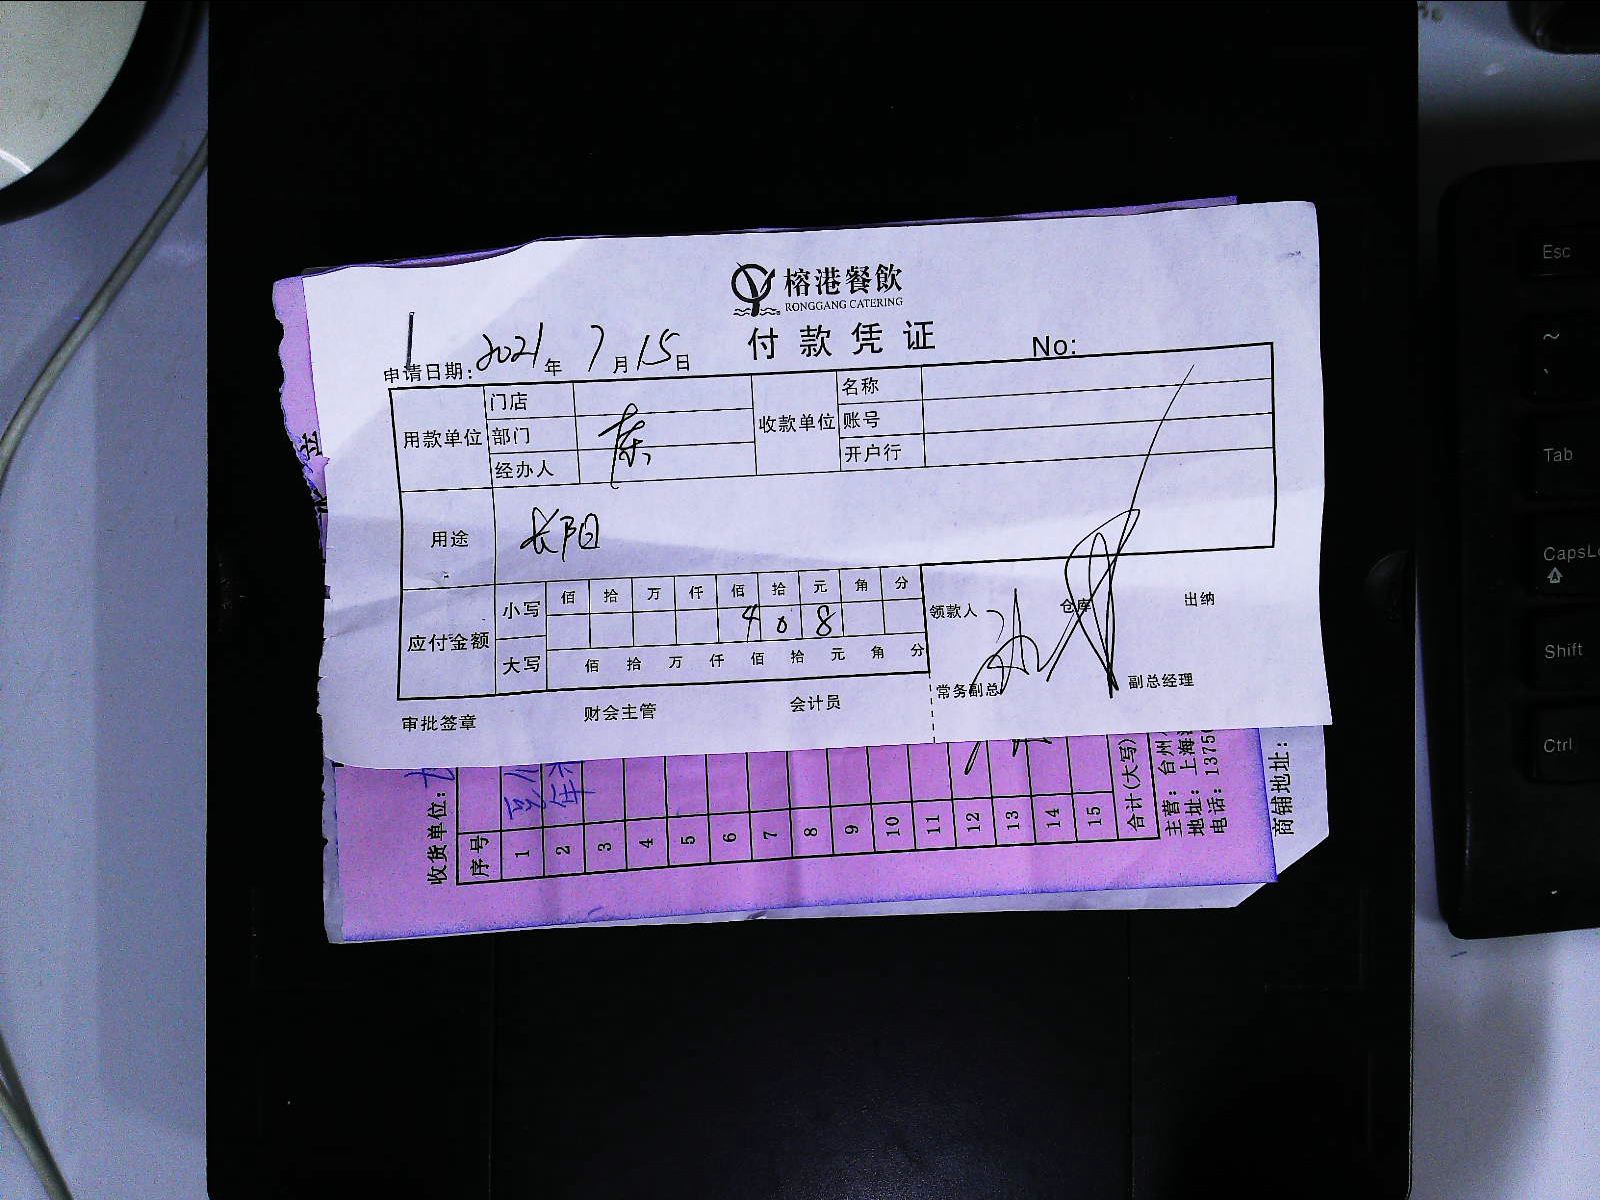 榕港餐飲
RONGGANG CATERING
付款凭证
No:
申请日期: 2021年 7月15日
用款单位 门店 收款单位 名称
部门 账号
经办人 开户行
用途 长阳
应付金额 小写 佰 拾 万 仟 佰 拾 元 角 分
4 0 8
大写 佰 拾 万 仟 佰 拾 元 角 分
领款人 仓库 出纳
常务副总 副总经理
审批签章 财会主管 会计员
收货单位:
序号
1
2
3
4
5
6
7
8
9
10
11
12
13
14
15
合计(大写)
主营: 台州
地址: 上海
电话: 1375
商铺地址:
Esc
~
Tab
CapsLo
Shift
Ctrl